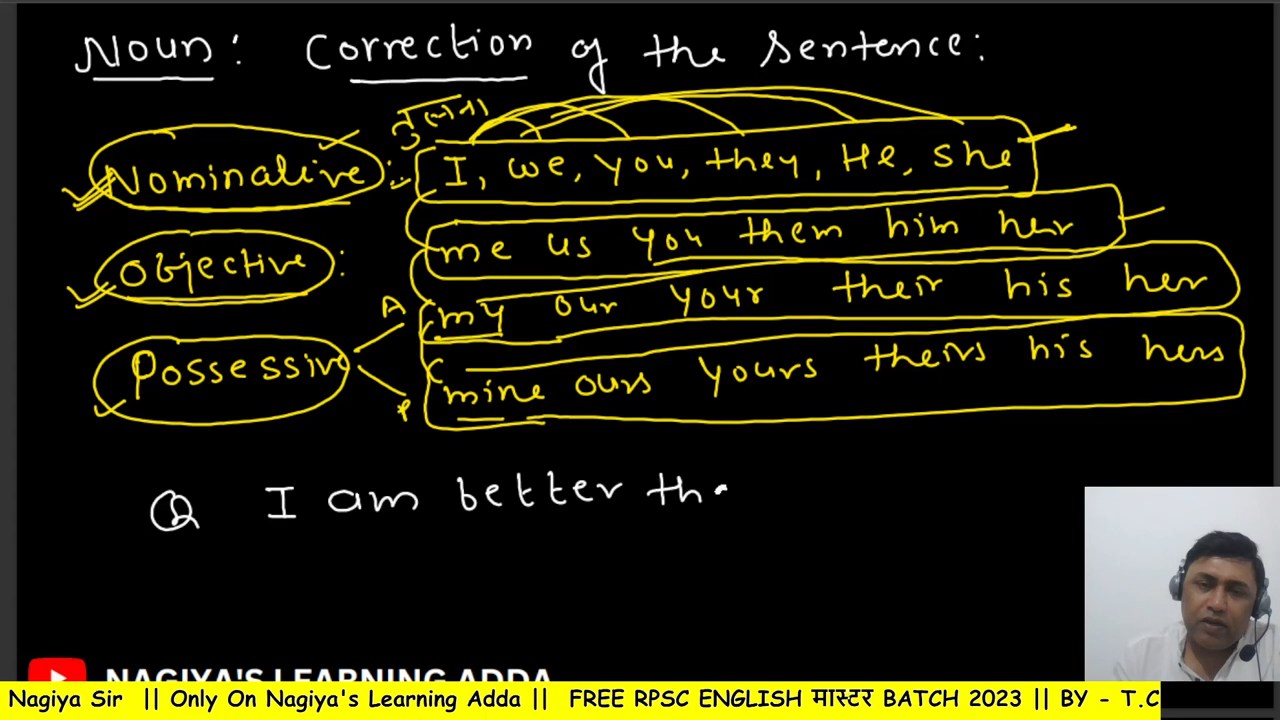 Noun: Correction of the sentence:
Nominative: I, we, you, they, He, she
Objective: me us you them him her
A my our your their his her
Possessive
P mine ours yours theirs his hers
Q I am better th
NAGIYA'S LEARNING ADDA
Nagiya Sir || Only On Nagiya's Learning Adda || FREE RPSC ENGLISH मास्टर BATCH 2023 || BY - T.C